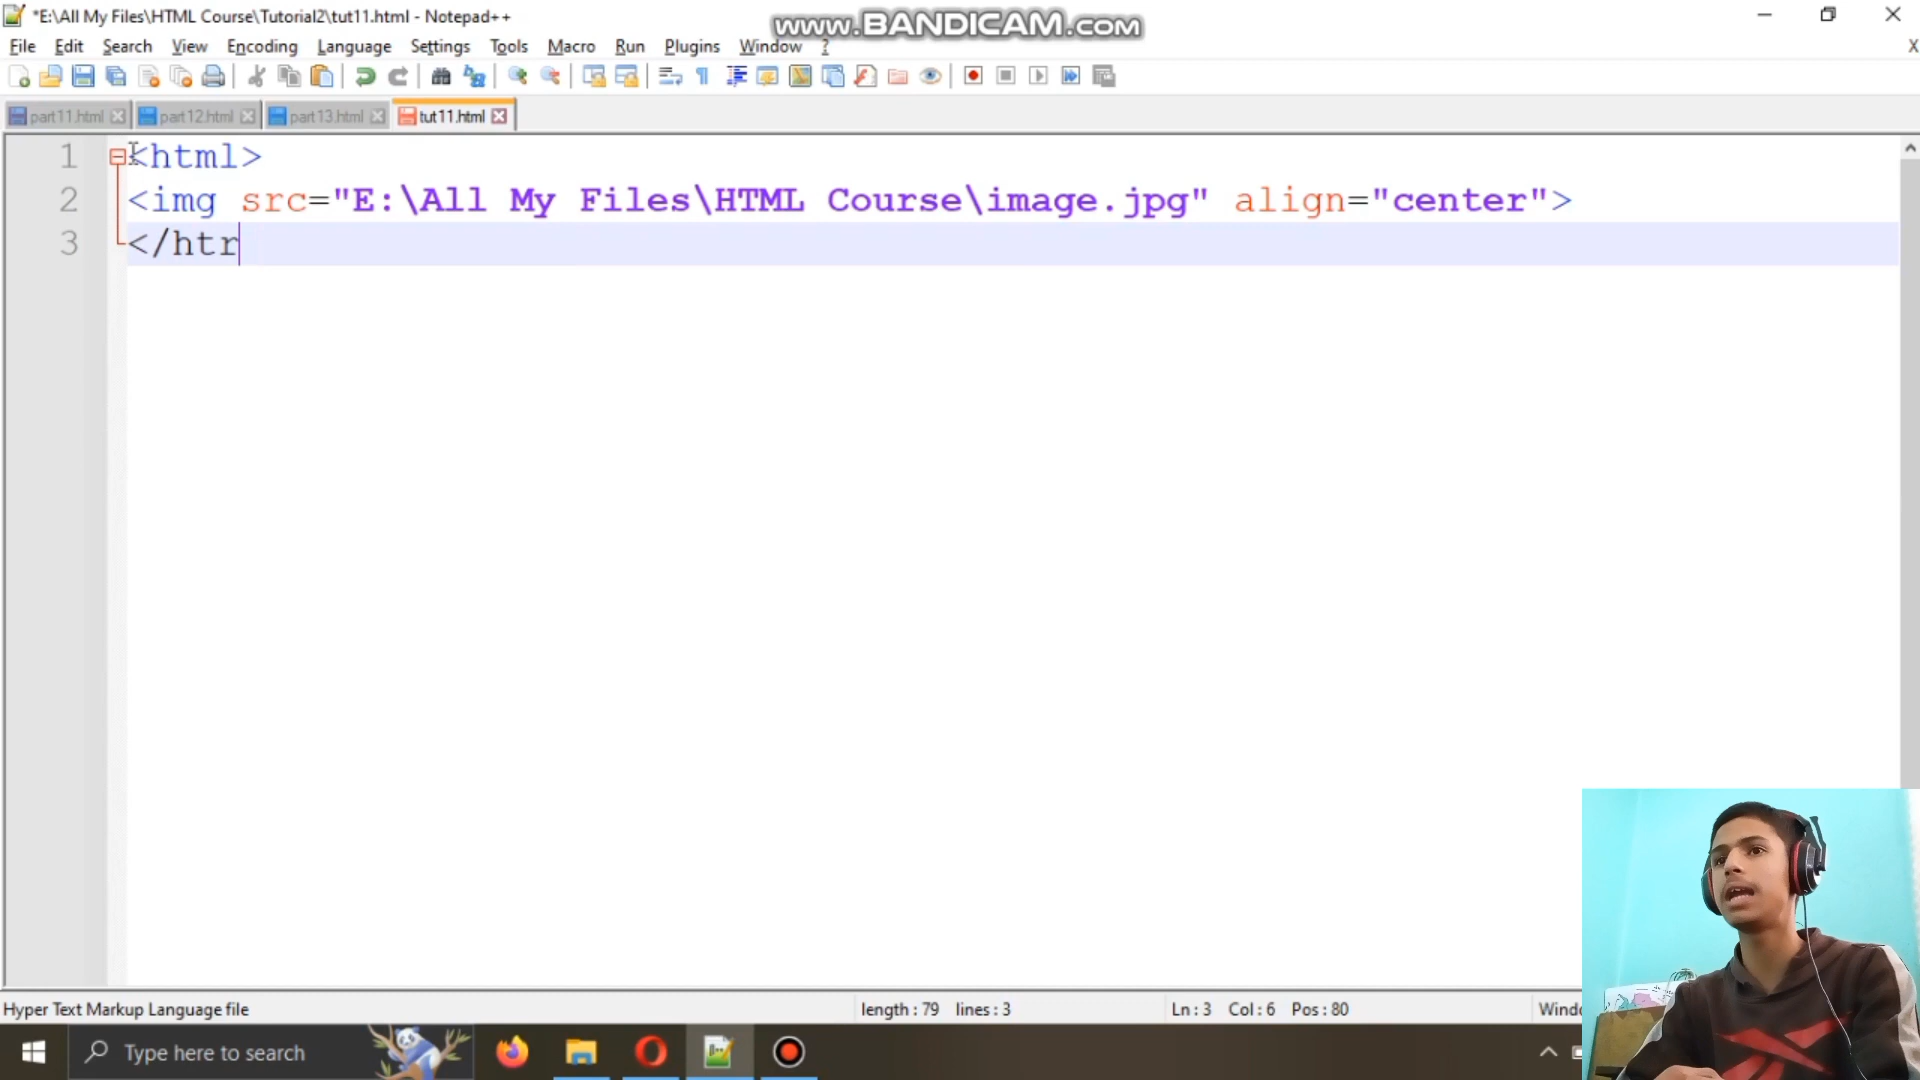 *E:\All My Files\HTML Course\Tutorial2\tut11.html - Notepad++
www.BANDICAM.com
File Edit Search View Encoding Language Settings Tools Macro Run Plugins Window ?
X
part11.html part12.html part13.html tut11.html
1 <html>
2 <img src="E:\All My Files\HTML Course\image.jpg" align="center">
3 </htr
Hyper Text Markup Language file length : 79 lines : 3 Ln : 3 Col : 6 Pos : 80
Type here to search